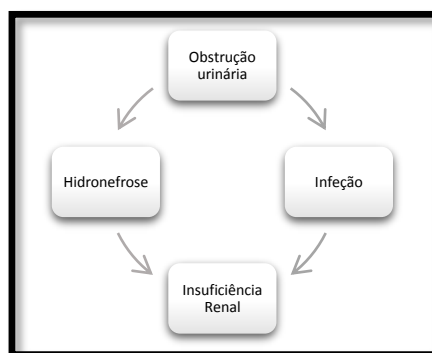 Obstrução
urinária
Hidronefrose
Infeção
Insuficiência
Renal